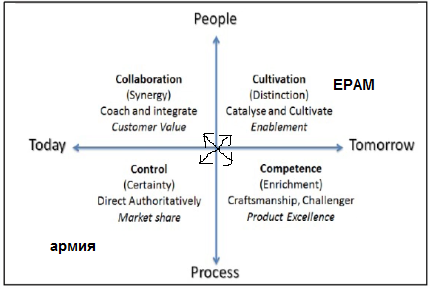 People
Collaboration
(Synergy)
Coach and integrate
Customer Value
Cultivation
(Distinction)
Catalyse and Cultivate
Enablement
EPAM
Today
Tomorrow
Control
(Certainty)
Direct Authoritatively
Market share
Competence
(Enrichment)
Craftsmanship, Challenger
Product Excellence
армия
Process